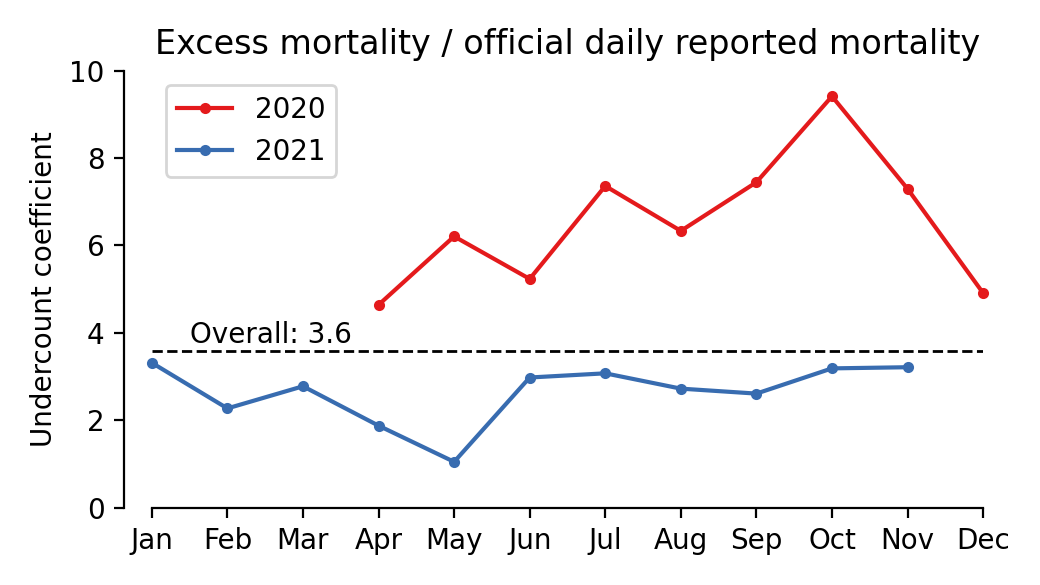 Excess mortality / official daily reported mortality
10
8
6
4
2
0
Undercount coefficient
2020
2021
Overall: 3.6
Jan Feb Mar Apr May Jun Jul Aug Sep Oct Nov Dec